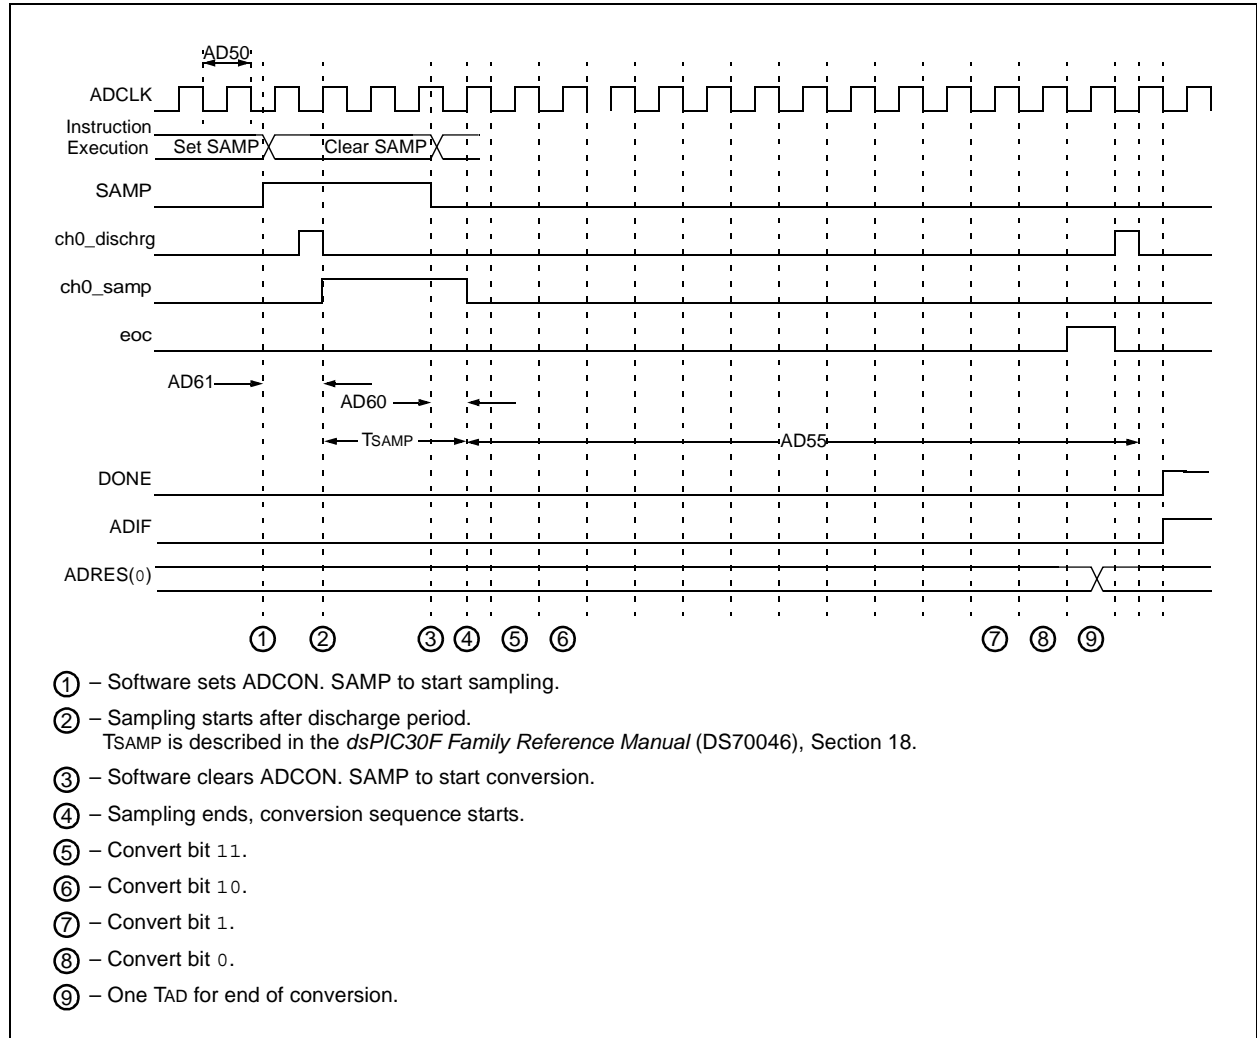 AD50
ADCLK
Instruction
Execution
Set SAMP
Clear SAMP
SAMP
ch0_dischrg
ch0_samp
eoc
AD61
AD60
TSAMP
AD55
DONE
ADIF
ADRES(0)
1 2 3 4 5 6 7 8 9
1 – Software sets ADCON. SAMP to start sampling.
2 – Sampling starts after discharge period.
TSAMP is described in the dsPIC30F Family Reference Manual (DS70046), Section 18.
3 – Software clears ADCON. SAMP to start conversion.
4 – Sampling ends, conversion sequence starts.
5 – Convert bit 11.
6 – Convert bit 10.
7 – Convert bit 1.
8 – Convert bit 0.
9 – One TAD for end of conversion.